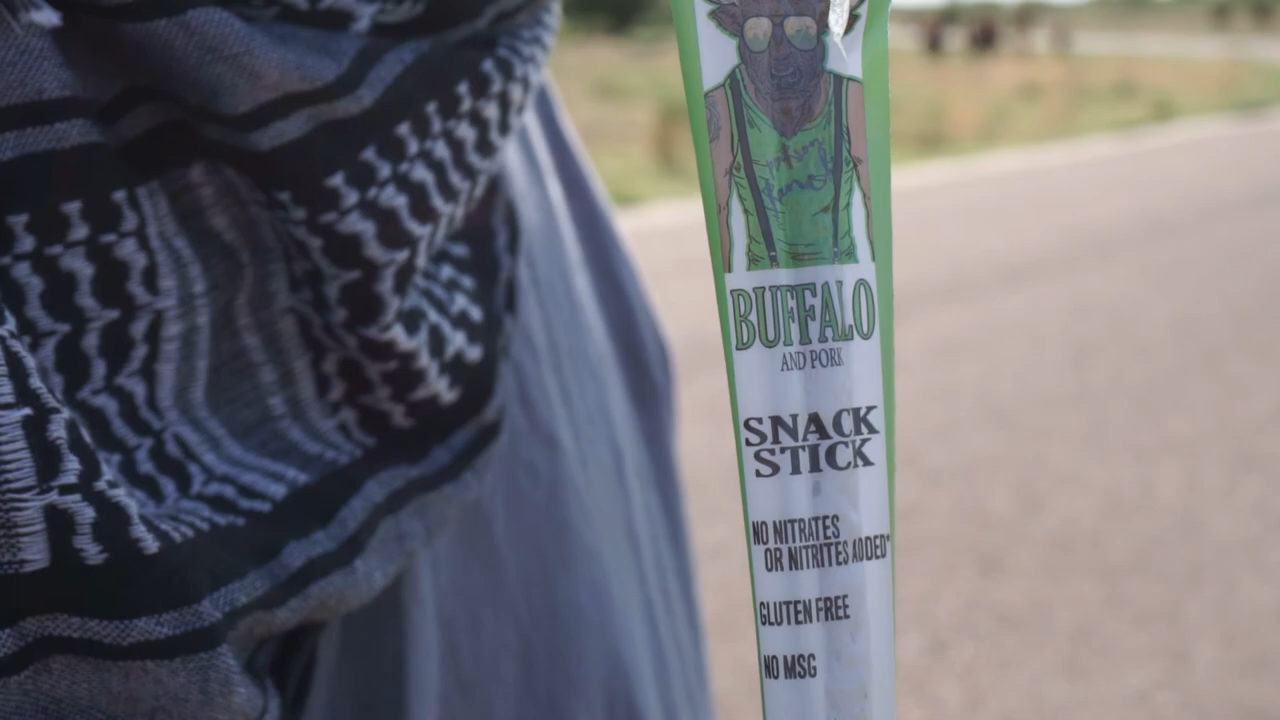 BUFFALO
AND PORK
SNACK
STICK
NO NITRATES
OR NITRITES ADDED*
GLUTEN FREE
NO MSG